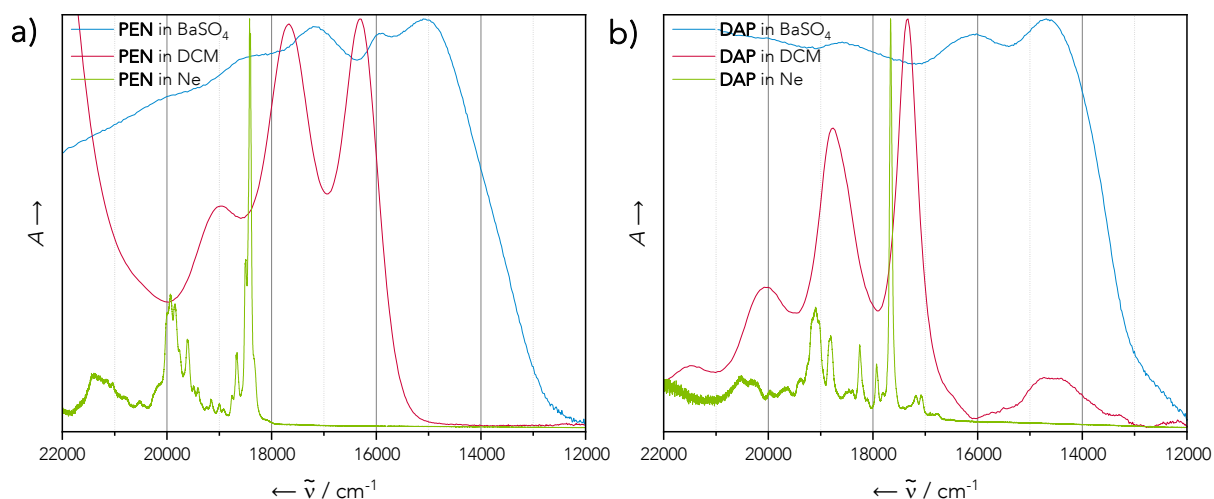 a)
PEN in BaSO₄
PEN in DCM
PEN in Ne
A →
22000 20000 18000 16000 14000 12000
← ṽ / cm⁻¹
b)
DAP in BaSO₄
DAP in DCM
DAP in Ne
A →
22000 20000 18000 16000 14000 12000
← ṽ / cm⁻¹